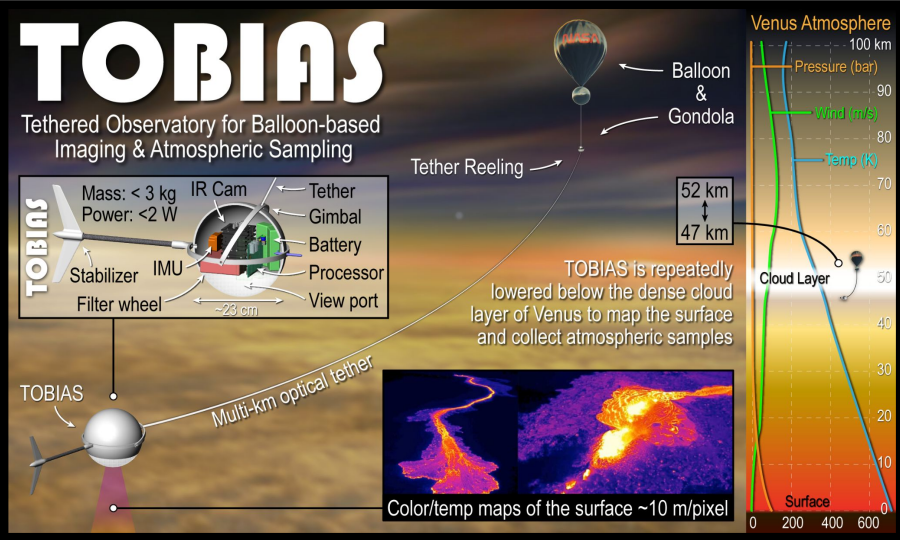 TOBIAS
Tethered Observatory for Balloon-based
Imaging & Atmospheric Sampling
NASA
Balloon
&
Gondola
Tether Reeling
52 km
47 km
TOBIAS is repeatedly
lowered below the dense cloud
layer of Venus to map the surface
and collect atmospheric samples
TOBIAS
Mass: < 3 kg
Power: <2 W
IR Cam
Tether
Gimbal
Battery
Processor
View port
Stabilizer
IMU
Filter wheel
~23 cm
TOBIAS
Multi-km optical tether
Color/temp maps of the surface ~10 m/pixel
Venus Atmosphere
100 km
Pressure (bar)
90
Wind (m/s)
80
Temp (K)
70
60
Cloud Layer
50
40
30
20
10
Surface
0
0 200 400 600